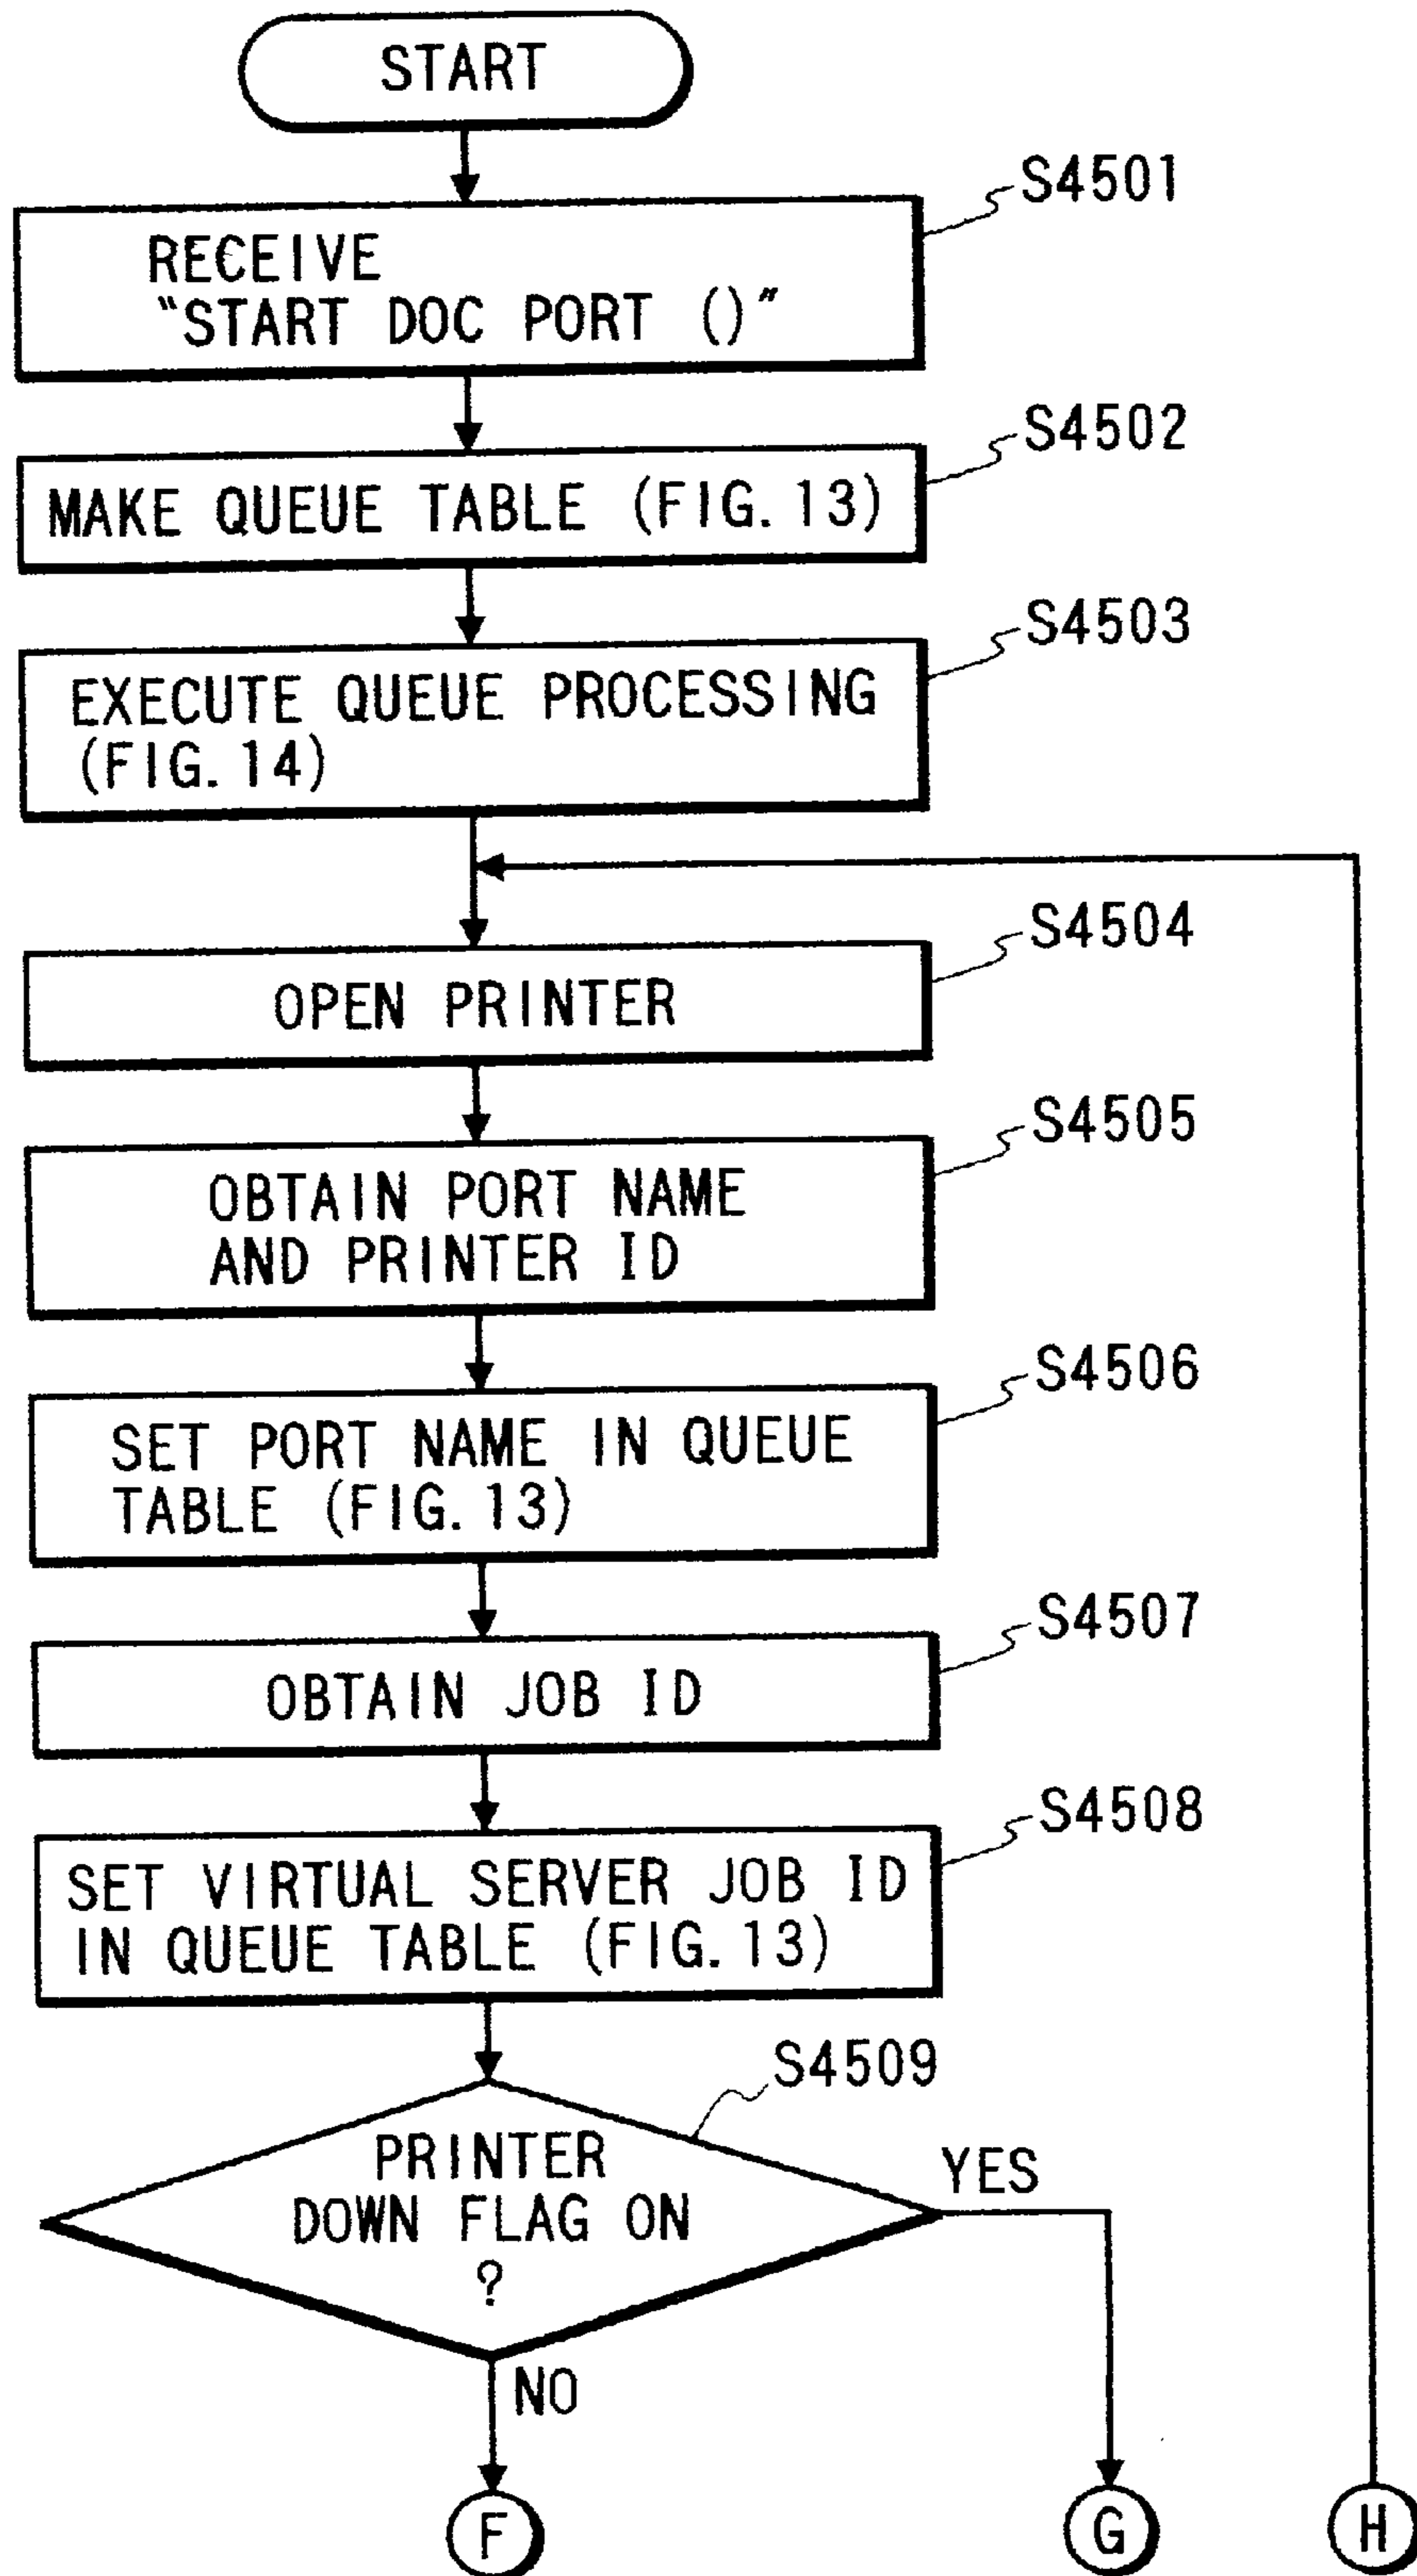 START
S4501
RECEIVE
"START DOC PORT ()"
S4502
MAKE QUEUE TABLE (FIG. 13)
S4503
EXECUTE QUEUE PROCESSING
(FIG. 14)
S4504
OPEN PRINTER
S4505
OBTAIN PORT NAME
AND PRINTER ID
S4506
SET PORT NAME IN QUEUE
TABLE (FIG. 13)
S4507
OBTAIN JOB ID
S4508
SET VIRTUAL SERVER JOB ID
IN QUEUE TABLE (FIG. 13)
S4509
PRINTER
DOWN FLAG ON
?
YES
NO
F
G
H